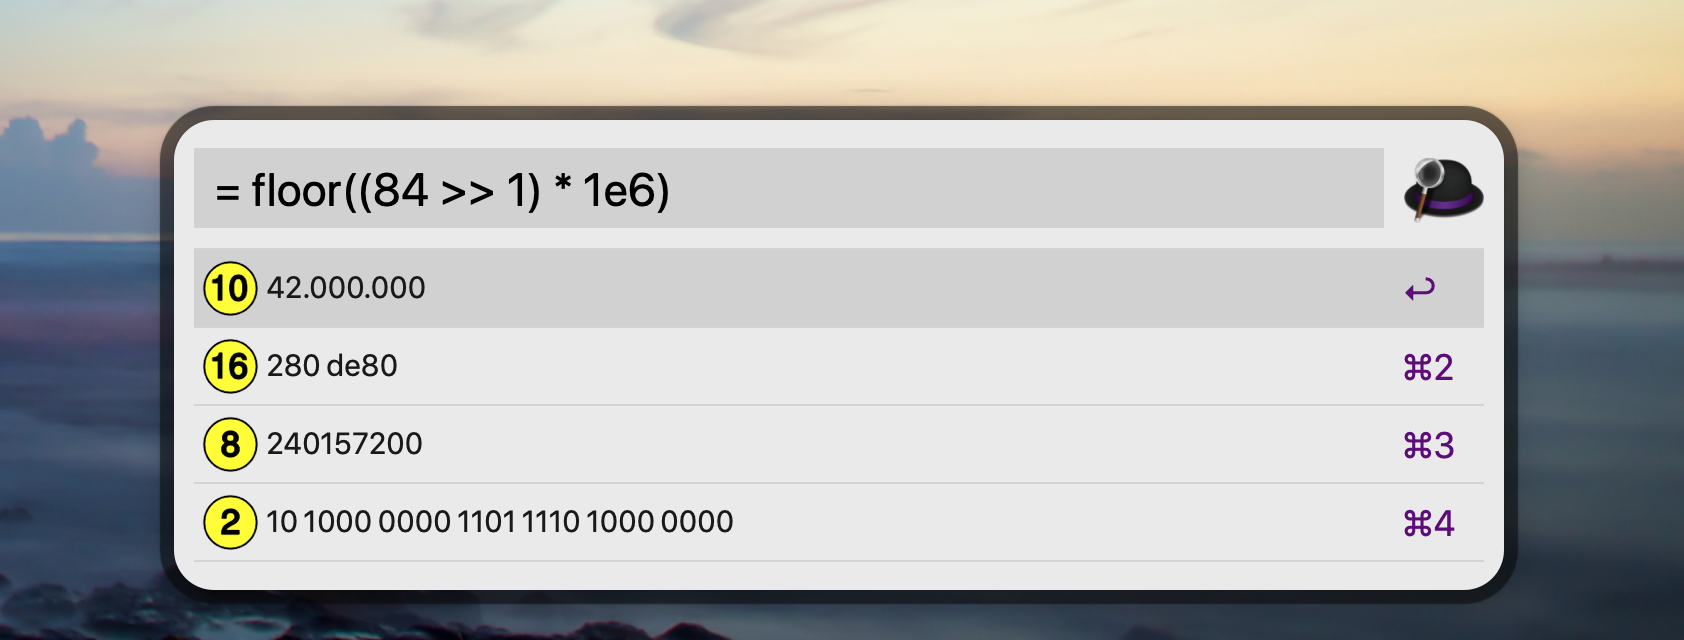 = floor((84 >> 1) * 1e6)
10 42.000.000 ↩
16 280 de80 ⌘2
8 240157200 ⌘3
2 10 1000 0000 1101 1110 1000 0000 ⌘4